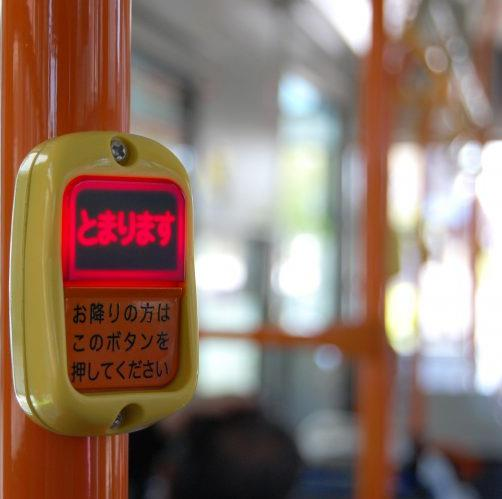 とまります
お降りの方は
このボタンを
押してください